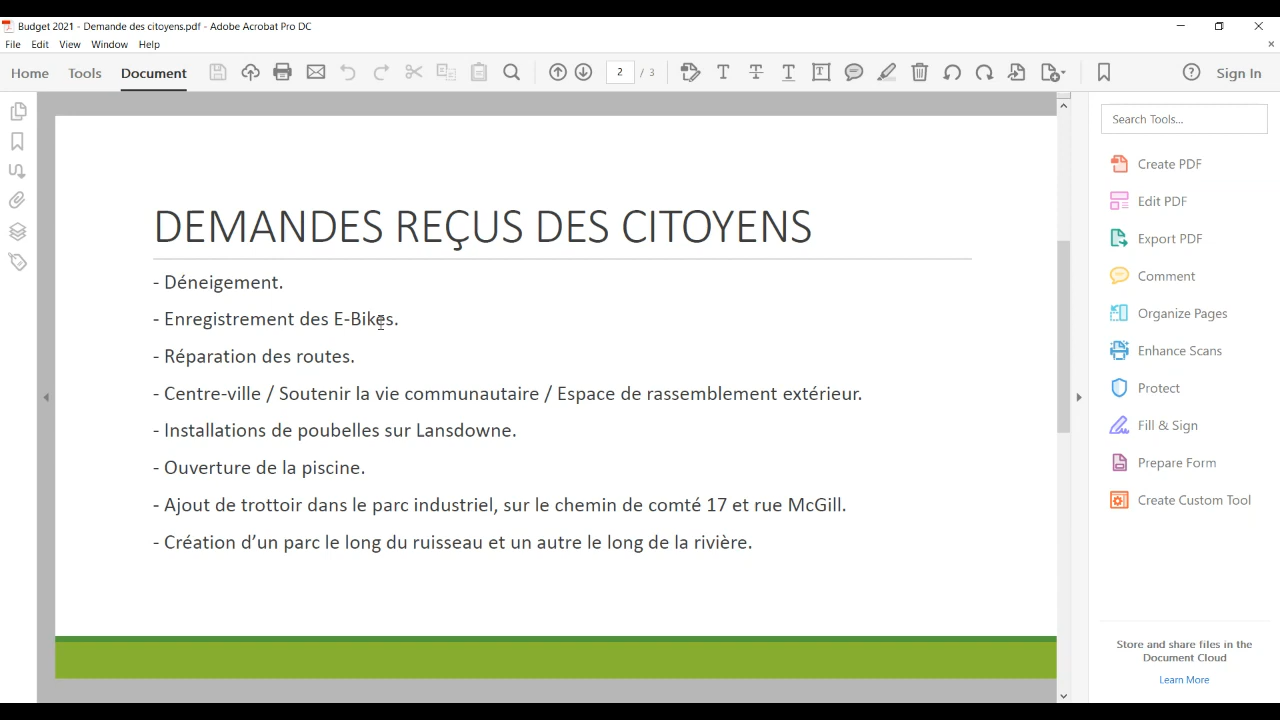 Budget 2021 - Demande des citoyens.pdf - Adobe Acrobat Pro DC
File Edit View Window Help
Home Tools Document 2 / 3 Sign In
Search Tools...
Create PDF
Edit PDF
Export PDF
Comment
Organize Pages
Enhance Scans
Protect
Fill & Sign
Prepare Form
Create Custom Tool
Store and share files in the
Document Cloud
Learn More
DEMANDES REÇUS DES CITOYENS
- Déneigement.
- Enregistrement des E-Bikes.
- Réparation des routes.
- Centre-ville / Soutenir la vie communautaire / Espace de rassemblement extérieur.
- Installations de poubelles sur Lansdowne.
- Ouverture de la piscine.
- Ajout de trottoir dans le parc industriel, sur le chemin de comté 17 et rue McGill.
- Création d’un parc le long du ruisseau et un autre le long de la rivière.